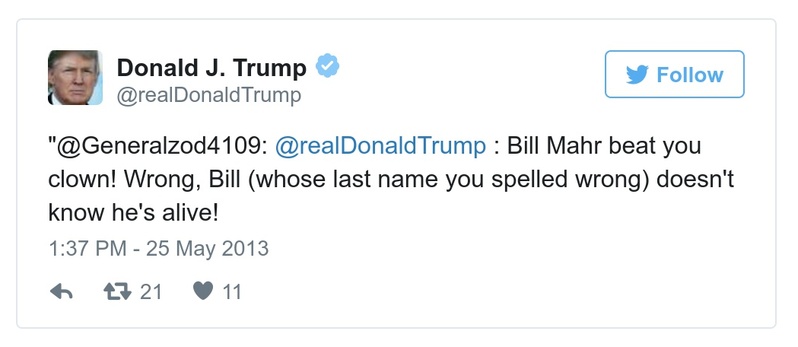 Donald J. Trump
@realDonaldTrump
Follow
"@Generalzod4109: @realDonaldTrump : Bill Mahr beat you
clown! Wrong, Bill (whose last name you spelled wrong) doesn't
know he's alive!
1:37 PM - 25 May 2013
21 11